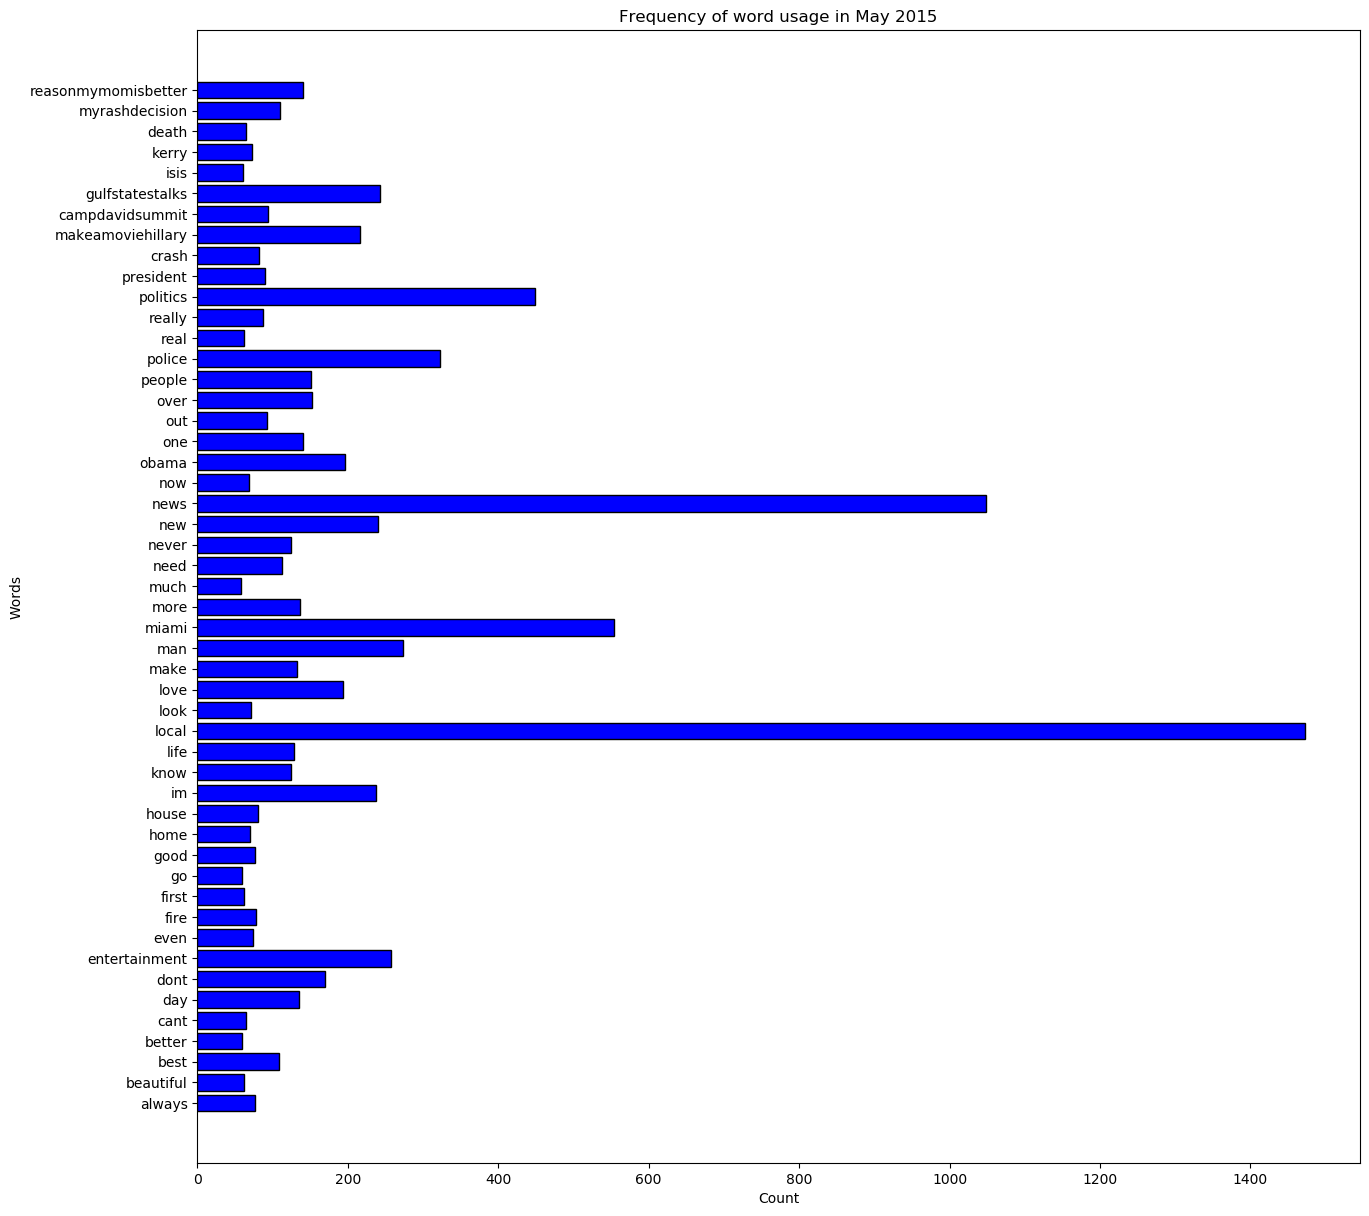 Frequency of word usage in May 2015
Words
reasonmymomisbetter
myrashdecision
death
kerry
isis
gulfstatestalks
campdavidsummit
makeamoviehillary
crash
president
politics
really
real
police
people
over
out
one
obama
now
news
new
never
need
much
more
miami
man
make
love
look
local
life
know
im
house
home
good
go
first
fire
even
entertainment
dont
day
cant
better
best
beautiful
always
0 200 400 600 800 1000 1200 1400
Count